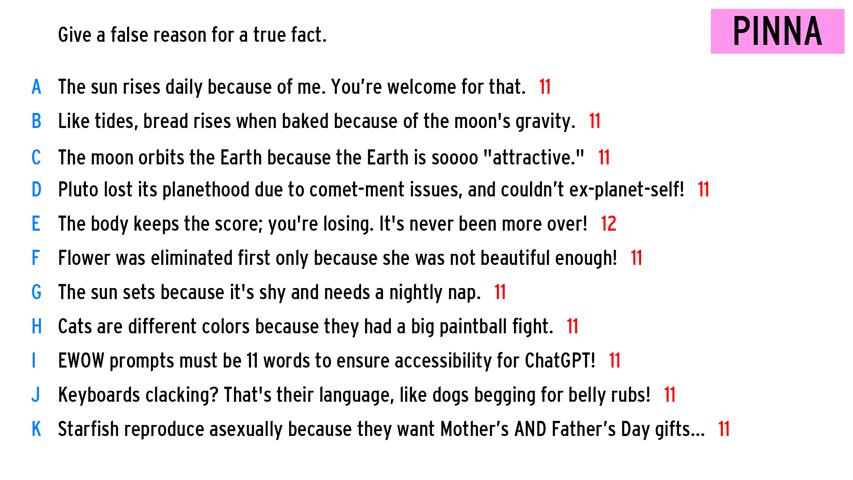 Give a false reason for a true fact.
PINNA
A The sun rises daily because of me. You’re welcome for that. 11
B Like tides, bread rises when baked because of the moon's gravity. 11
C The moon orbits the Earth because the Earth is soooo "attractive." 11
D Pluto lost its planethood due to comet-ment issues, and couldn’t ex-planet-self! 11
E The body keeps the score; you're losing. It's never been more over! 12
F Flower was eliminated first only because she was not beautiful enough! 11
G The sun sets because it's shy and needs a nightly nap. 11
H Cats are different colors because they had a big paintball fight. 11
I EWOW prompts must be 11 words to ensure accessibility for ChatGPT! 11
J Keyboards clacking? That's their language, like dogs begging for belly rubs! 11
K Starfish reproduce asexually because they want Mother’s AND Father’s Day gifts... 11